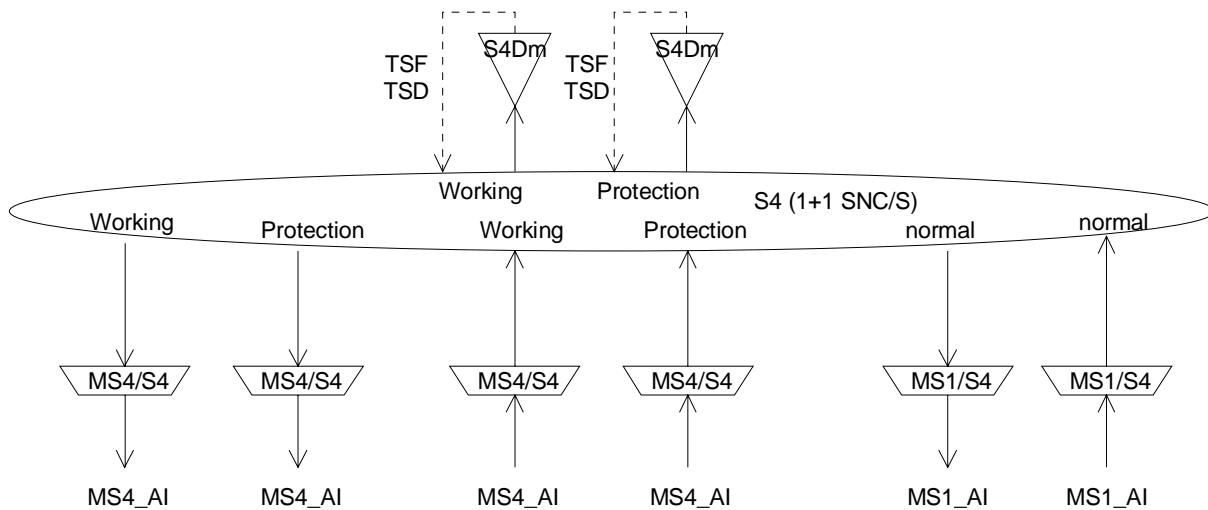 S4Dm
S4Dm
TSF
TSD
TSF
TSD
Working
Protection
S4 (1+1 SNC/S)
Working
Protection
Working
Protection
normal
normal
MS4/S4
MS4/S4
MS4/S4
MS4/S4
MS1/S4
MS1/S4
MS4_AI
MS4_AI
MS4_AI
MS4_AI
MS1_AI
MS1_AI